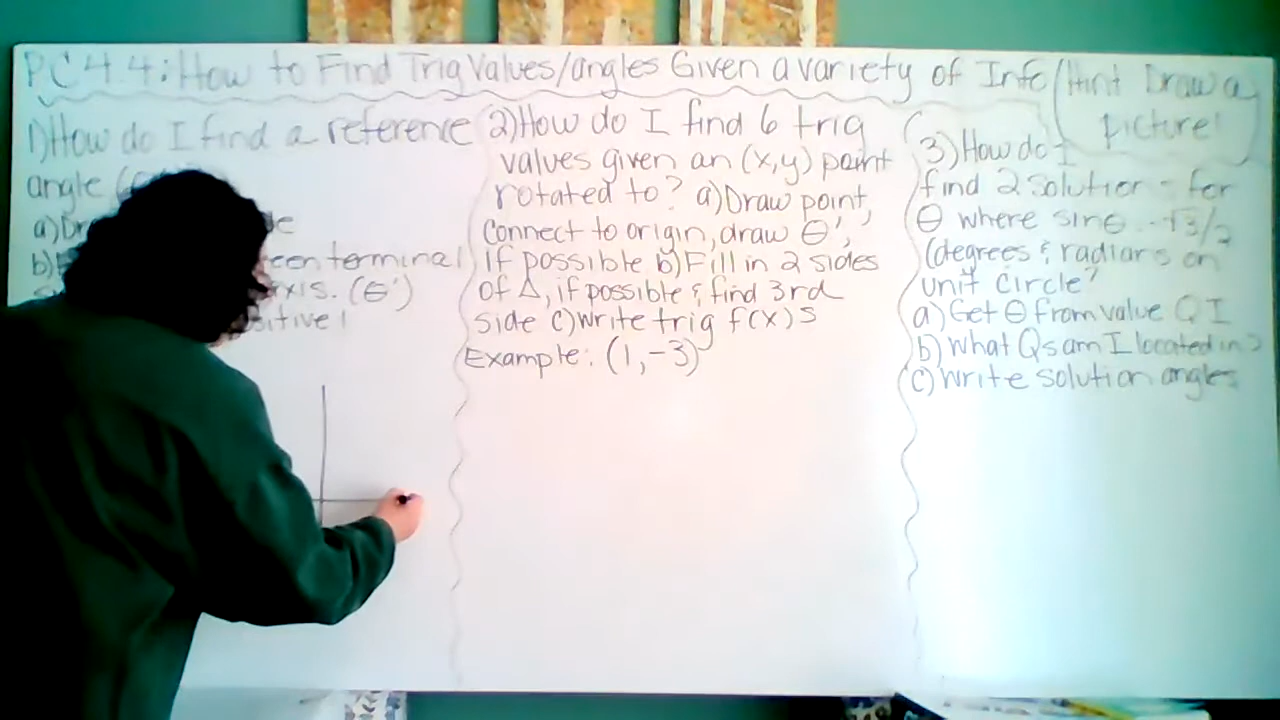 PC 4.4: How to Find Trig Values/angles Given a variety of Info (Hint Draw a
picture!
1) How do I find a reference
angle
a)
b) een terminal
xis. (θ')
sitive!
2) How do I find 6 trig
values given an (x,y) point
rotated to? a) Draw point,
connect to origin, draw θ',
if possible b) Fill in 2 sides
of Δ, if possible & find 3rd
side c) write trig f(x)s
Example: (1,-3)
3) How do I
find 2 solutions for
θ where sinθ -√3/2
(degrees & radians on
unit circle?
a) Get θ from value Q I
b) What Qs am I located in?
c) Write solution angles